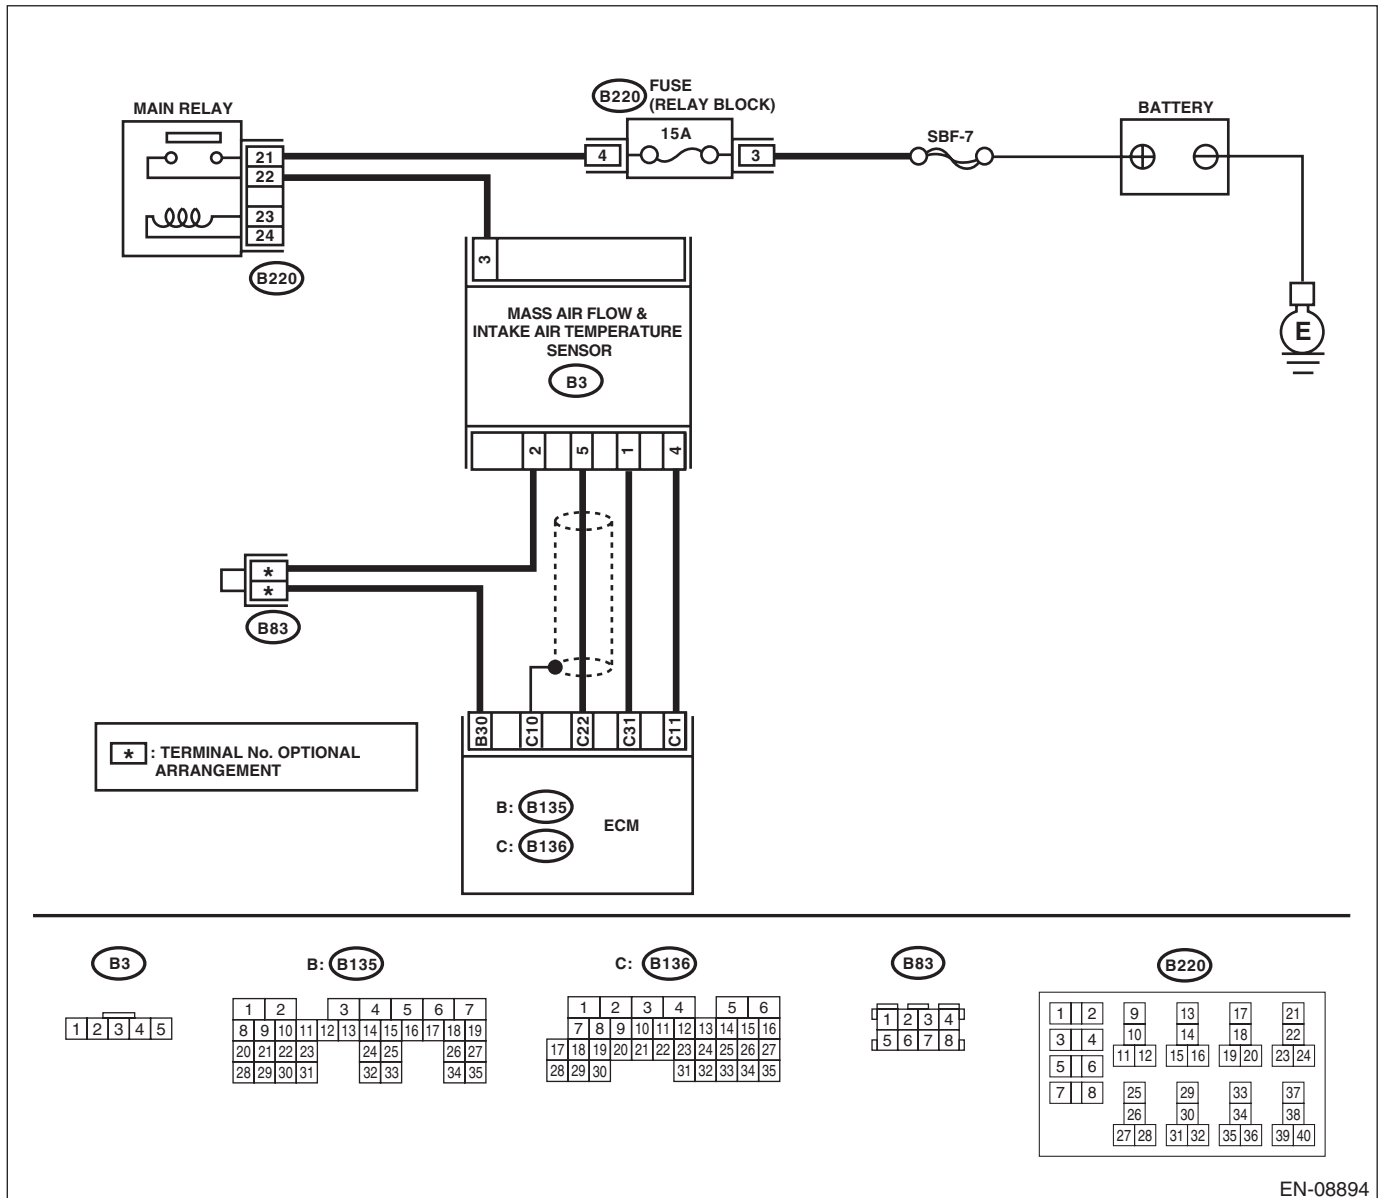 MAIN RELAY
B220
FUSE
(RELAY BLOCK)
15A
SBF-7
BATTERY
21
22
23
24
4
3
B220
3
E
MASS AIR FLOW &
INTAKE AIR TEMPERATURE
SENSOR
B3
2 5 1 4
*
*
B83
B30 C10 C22 C31 C11
* : TERMINAL No. OPTIONAL
ARRANGEMENT
B: B135
ECM
C: B136
B3
1 2 3 4 5
B: B135
1 2 3 4 5 6 7
8 9 10 11 12 13 14 15 16 17 18 19
20 21 22 23 24 25 26 27
28 29 30 31 32 33 34 35
C: B136
1 2 3 4 5 6
7 8 9 10 11 12 13 14 15 16
17 18 19 20 21 22 23 24 25 26 27
28 29 30 31 32 33 34 35
B83
1 2 3 4
5 6 7 8
B220
1 2 9 13 17 21
3 4 10 14 18 22
11 12 15 16 19 20 23 24
5 6
7 8 25 29 33 37
26 30 34 38
27 28 31 32 35 36 39 40
EN-08894